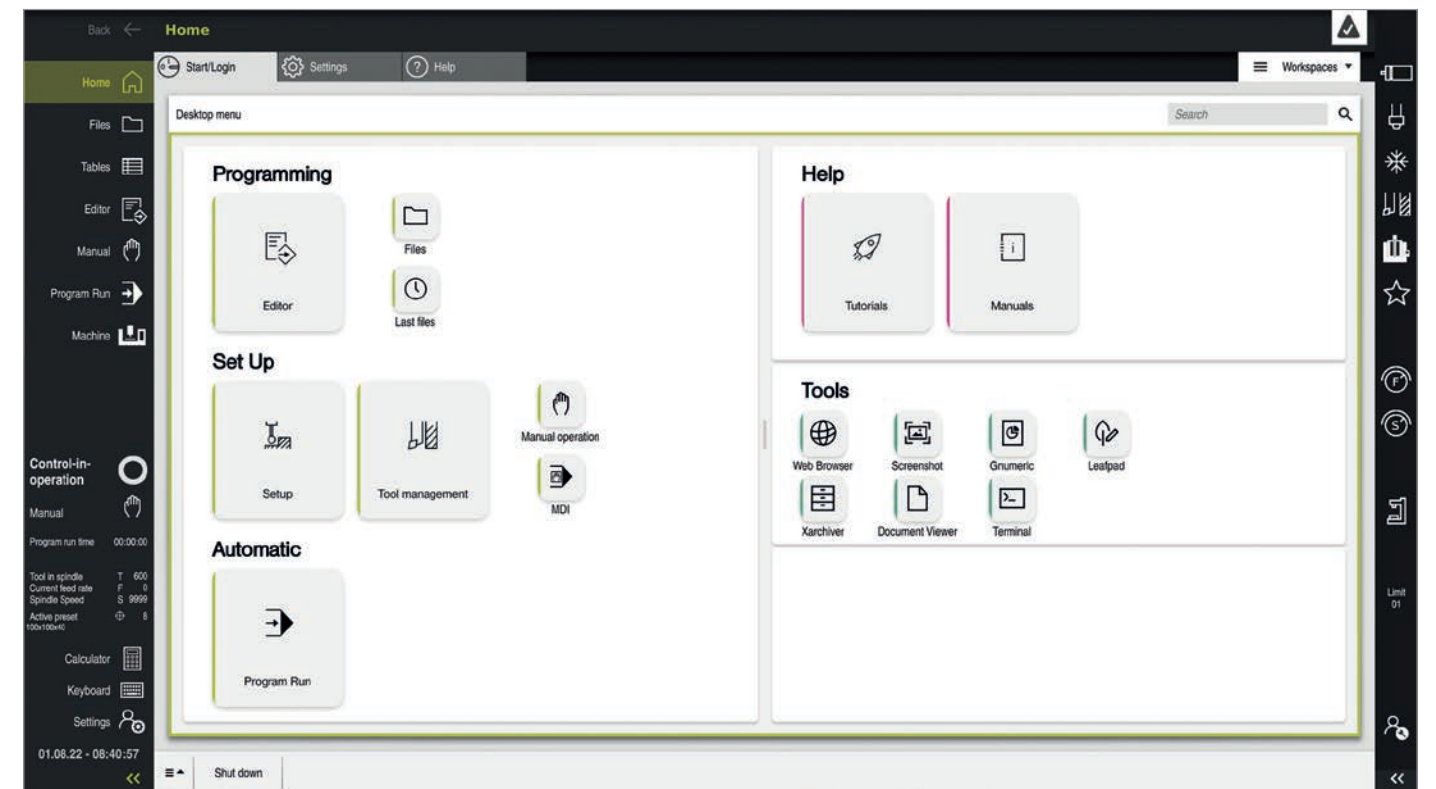 Back
Home
Home
Files
Tables
Editor
Manual
Program Run
Machine
Control-in-
operation
Manual
Program run time 00:00:00
Tool in spindle T 600
Current feed rate F 0
Spindle Speed S 9999
Active preset 8
100x100x40
Calculator
Keyboard
Settings
01.08.22 - 08:40:57
Start/Login
Settings
? Help
Workspaces
Desktop menu
Search
Programming
Editor
Files
Last files
Set Up
Setup
Tool management
Manual operation
MDI
Automatic
Program Run
Help
Tutorials
i
Manuals
Tools
Web Browser
Screenshot
Gnumeric
Leafpad
Xarchiver
Document Viewer
Terminal
Shut down
F
S
Limit
01